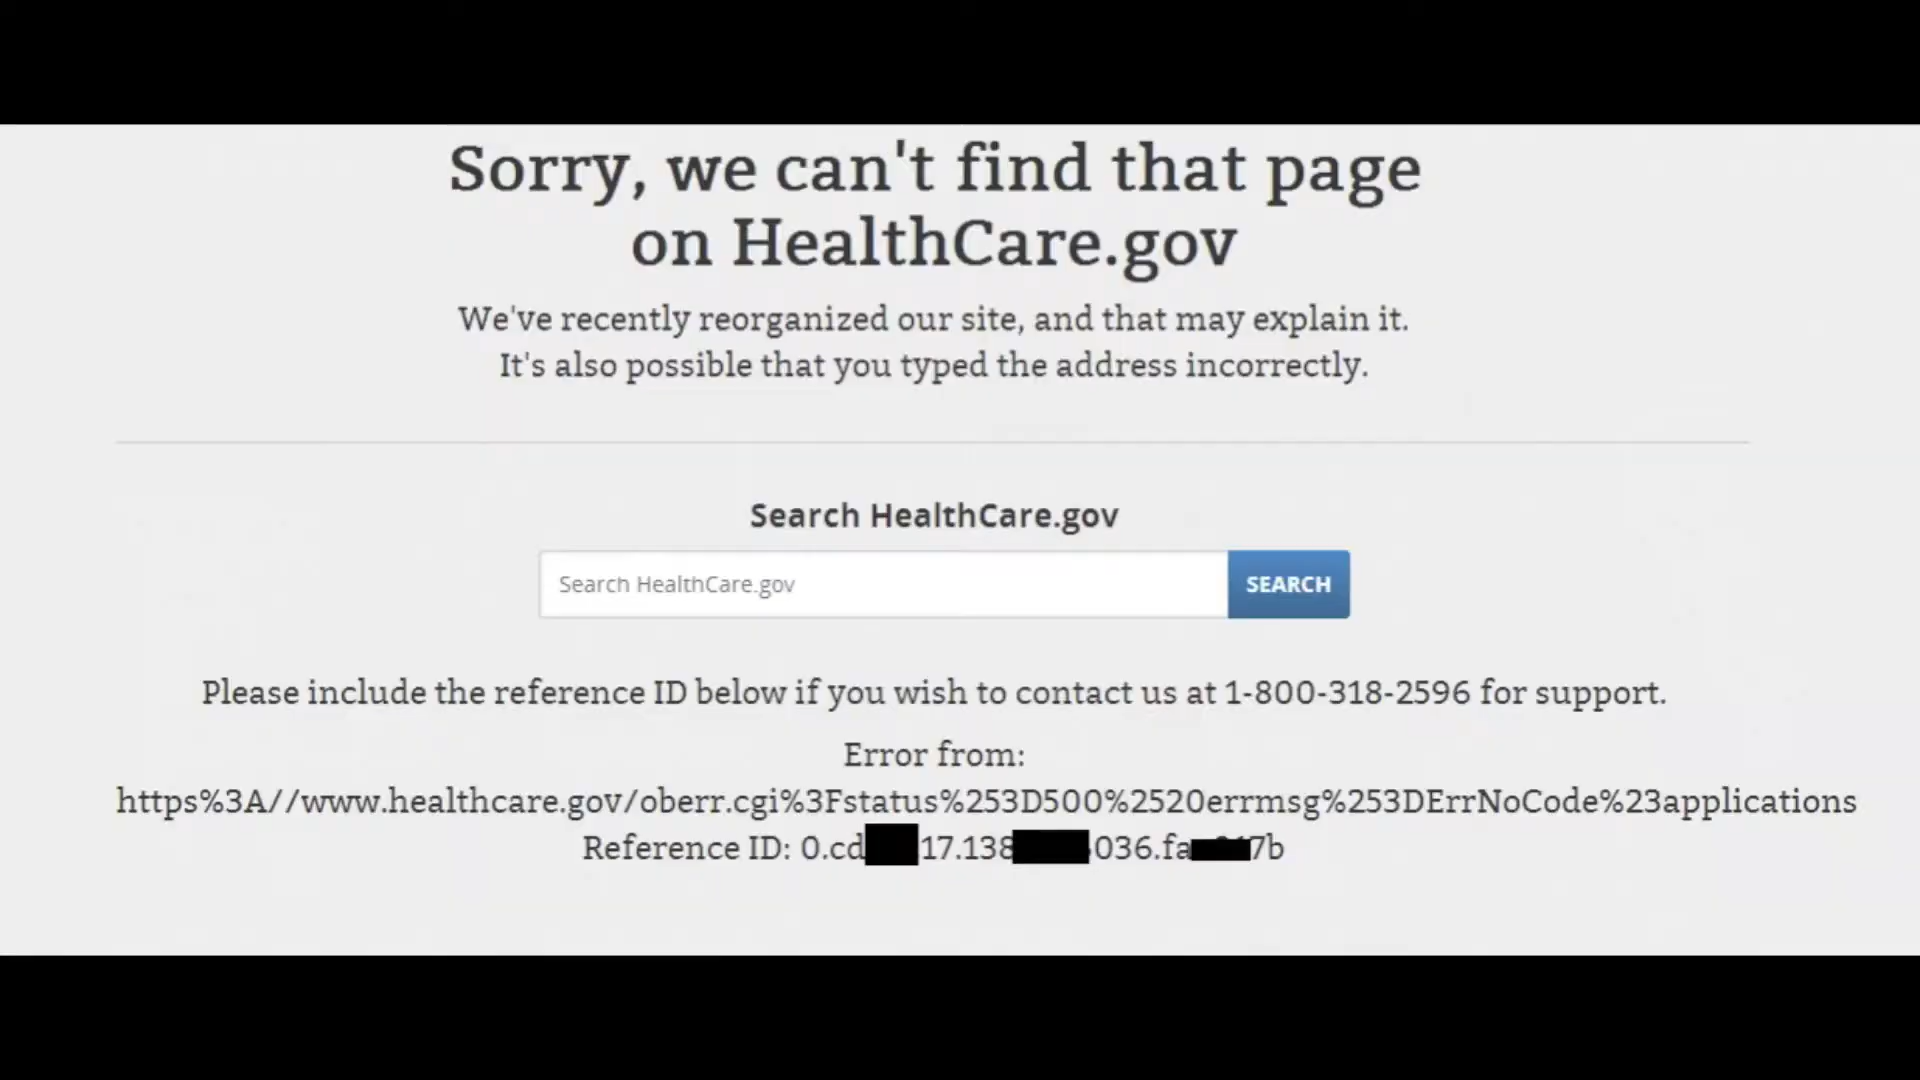 Sorry, we can't find that page
on HealthCare.gov
We've recently reorganized our site, and that may explain it.
It's also possible that you typed the address incorrectly.
Search HealthCare.gov
Search HealthCare.gov SEARCH
Please include the reference ID below if you wish to contact us at 1-800-318-2596 for support.
Error from:
https%3A//www.healthcare.gov/oberr.cgi%3Fstatus%253D500%2520errmsg%253DErrNoCode%23applications
Reference ID: 0.cd 17.138 036.fa 7b